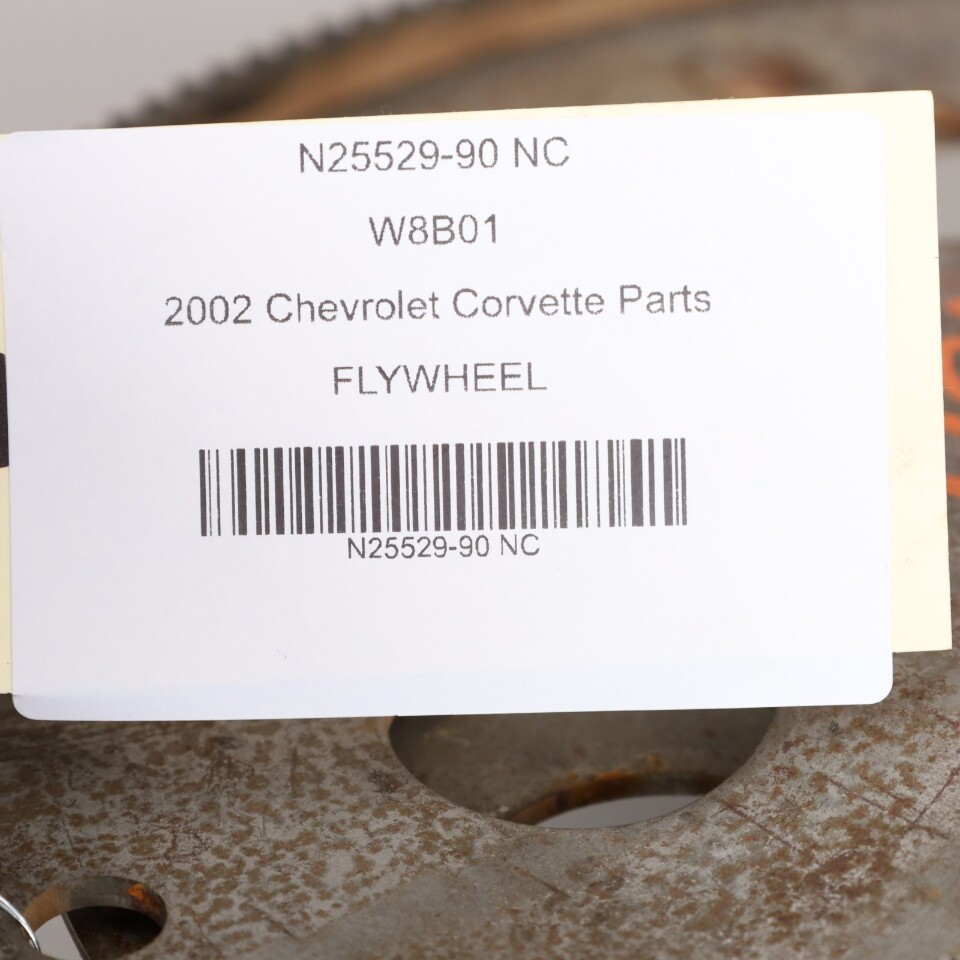 N25529-90 NC
W8B01
2002 Chevrolet Corvette Parts
FLYWHEEL
N25529-90 NC